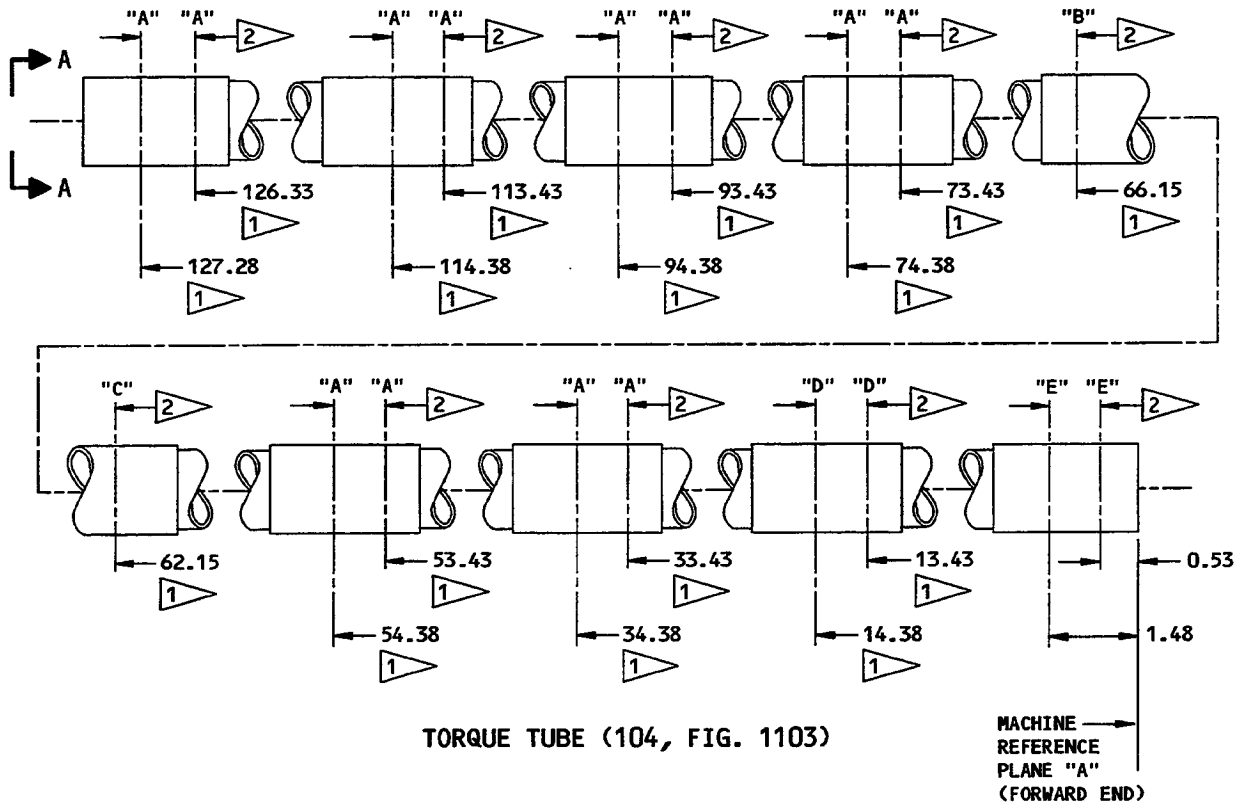 "A" "A" "A" "A" "A" "A" "A" "A" "B"
2 2 2 2 2
A
A
126.33 113.43 93.43 73.43 66.15
1 1 1 1 1
127.28 114.38 94.38 74.38
1 1 1 1
"C" "A" "A" "A" "A" "D" "D" "E" "E"
2 2 2 2 2
62.15 53.43 33.43 13.43 0.53
1 1 1 1
54.38 34.38 14.38 1.48
1 1 1
TORQUE TUBE (104, FIG. 1103)
MACHINE
REFERENCE
PLANE "A"
(FORWARD END)